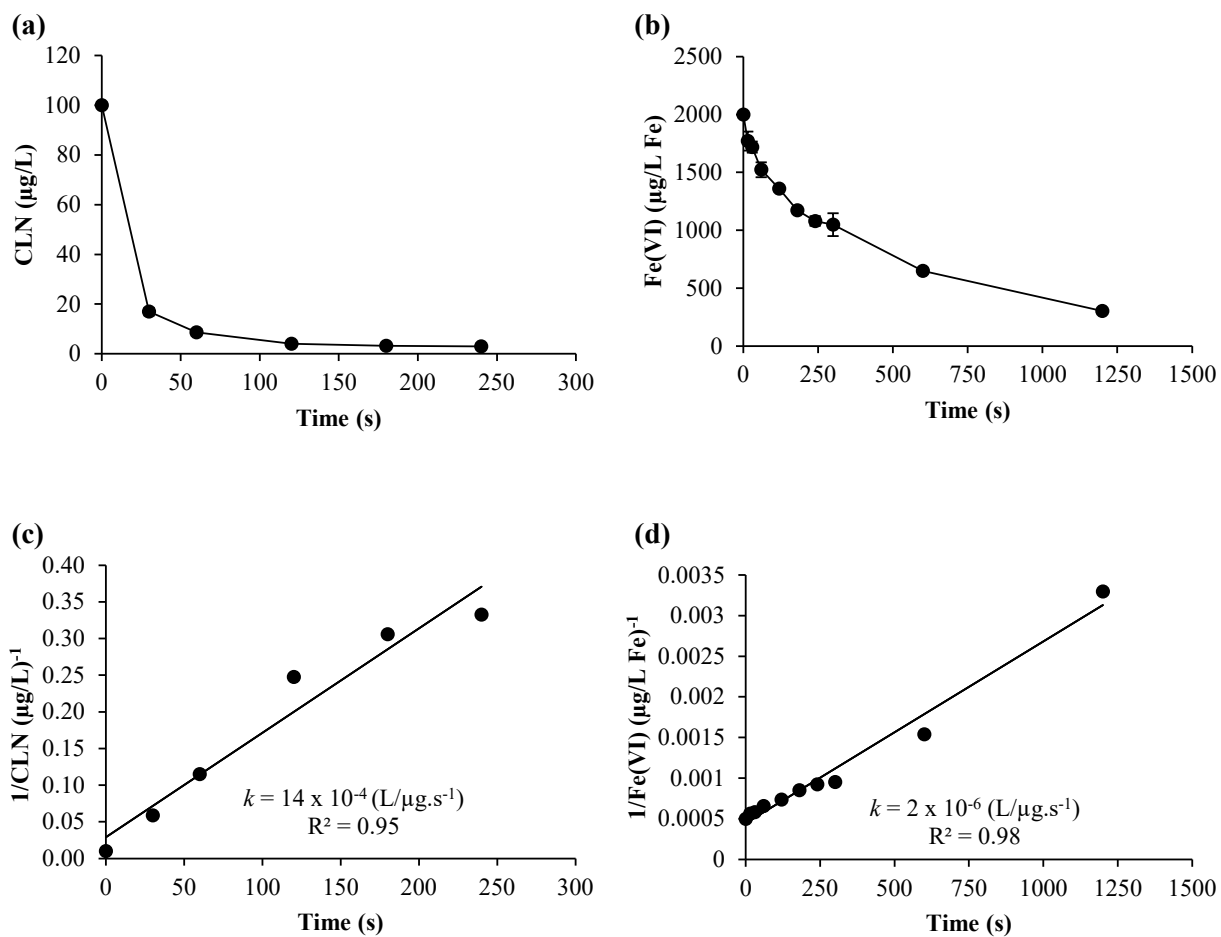 (a)
120
100
80
60
40
20
0
CLN (µg/L)
0 50 100 150 200 250 300
Time (s)
(b)
2500
2000
1500
1000
500
0
Fe(VI) (µg/L Fe)
0 250 500 750 1000 1250 1500
Time (s)
(c)
0.40
0.35
0.30
0.25
0.20
0.15
0.10
0.05
0.00
1/CLN (µg/L)⁻¹
k = 14 x 10⁻⁴ (L/µg.s⁻¹)
R² = 0.95
0 50 100 150 200 250 300
Time (s)
(d)
0.0035
0.003
0.0025
0.002
0.0015
0.001
0.0005
0
1/Fe(VI) (µg/L Fe)⁻¹
k = 2 x 10⁻⁶ (L/µg.s⁻¹)
R² = 0.98
0 250 500 750 1000 1250 1500
Time (s)